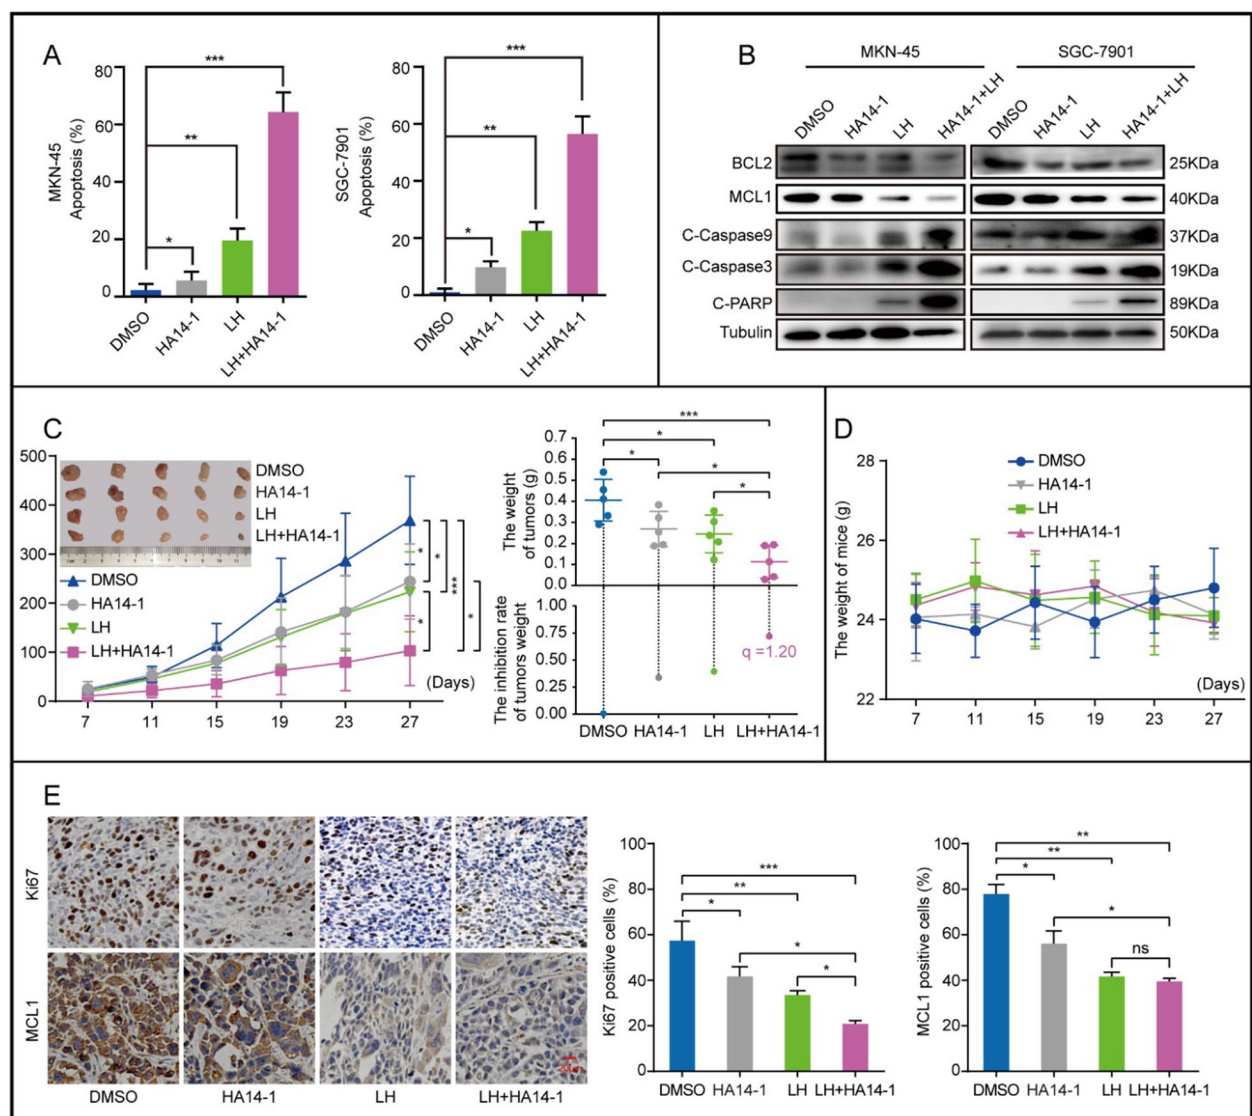 A
MKN-45
Apoptosis (%)
80
60
40
20
0
***
**
*
DMSO
HA14-1
LH
LH+HA14-1
SGC-7901
Apoptosis (%)
80
60
40
20
0
***
**
*
DMSO
HA14-1
LH
LH+HA14-1
B
MKN-45
SGC-7901
DMSO
HA14-1
LH
HA14-1+LH
DMSO
HA14-1
LH
HA14-1+LH
BCL2
25KDa
MCL1
40KDa
C-Caspase9
37KDa
C-Caspase3
19KDa
C-PARP
89KDa
Tubulin
50KDa
C
500
400
300
200
100
0
DMSO
HA14-1
LH
LH+HA14-1
DMSO
HA14-1
LH
LH+HA14-1
*
*
***
*
*
(Days)
7 11 15 19 23 27
The weight
of tumors (g)
0.7
0.6
0.5
0.4
0.3
0.2
0.1
0.0
***
*
*
*
*
The inhibition rate
of tumors weight
1.00
0.75
0.50
0.25
0.00
q =1.20
DMSO HA14-1 LH LH+HA14-1
D
The weight of mice (g)
28
26
24
22
DMSO
HA14-1
LH
LH+HA14-1
(Days)
7 11 15 19 23 27
E
Ki67
MCL1
20um
DMSO HA14-1 LH LH+HA14-1
Ki67 positive cells (%)
100
80
60
40
20
0
***
**
*
*
*
DMSO HA14-1 LH LH+HA14-1
MCL1 positive cells (%)
100
80
60
40
20
0
**
**
*
*
ns
DMSO HA14-1 LH LH+HA14-1